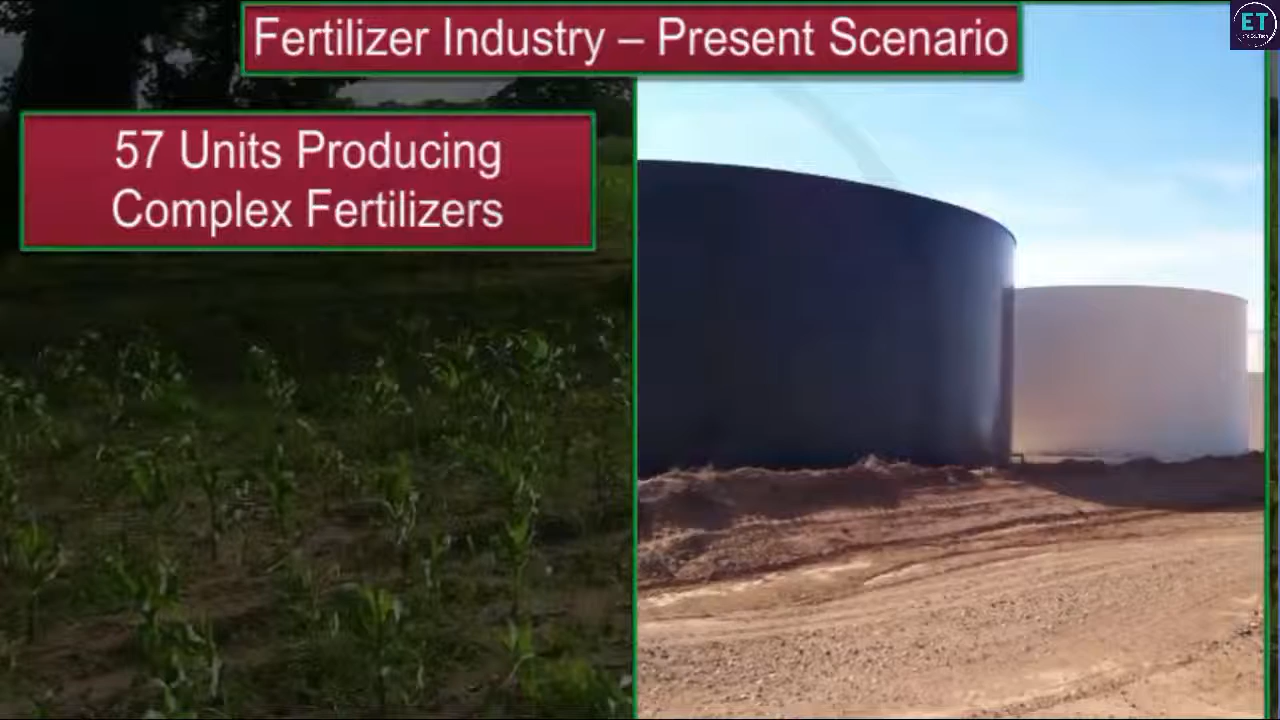 Fertilizer Industry – Present Scenario
ET
57 Units Producing
Complex Fertilizers